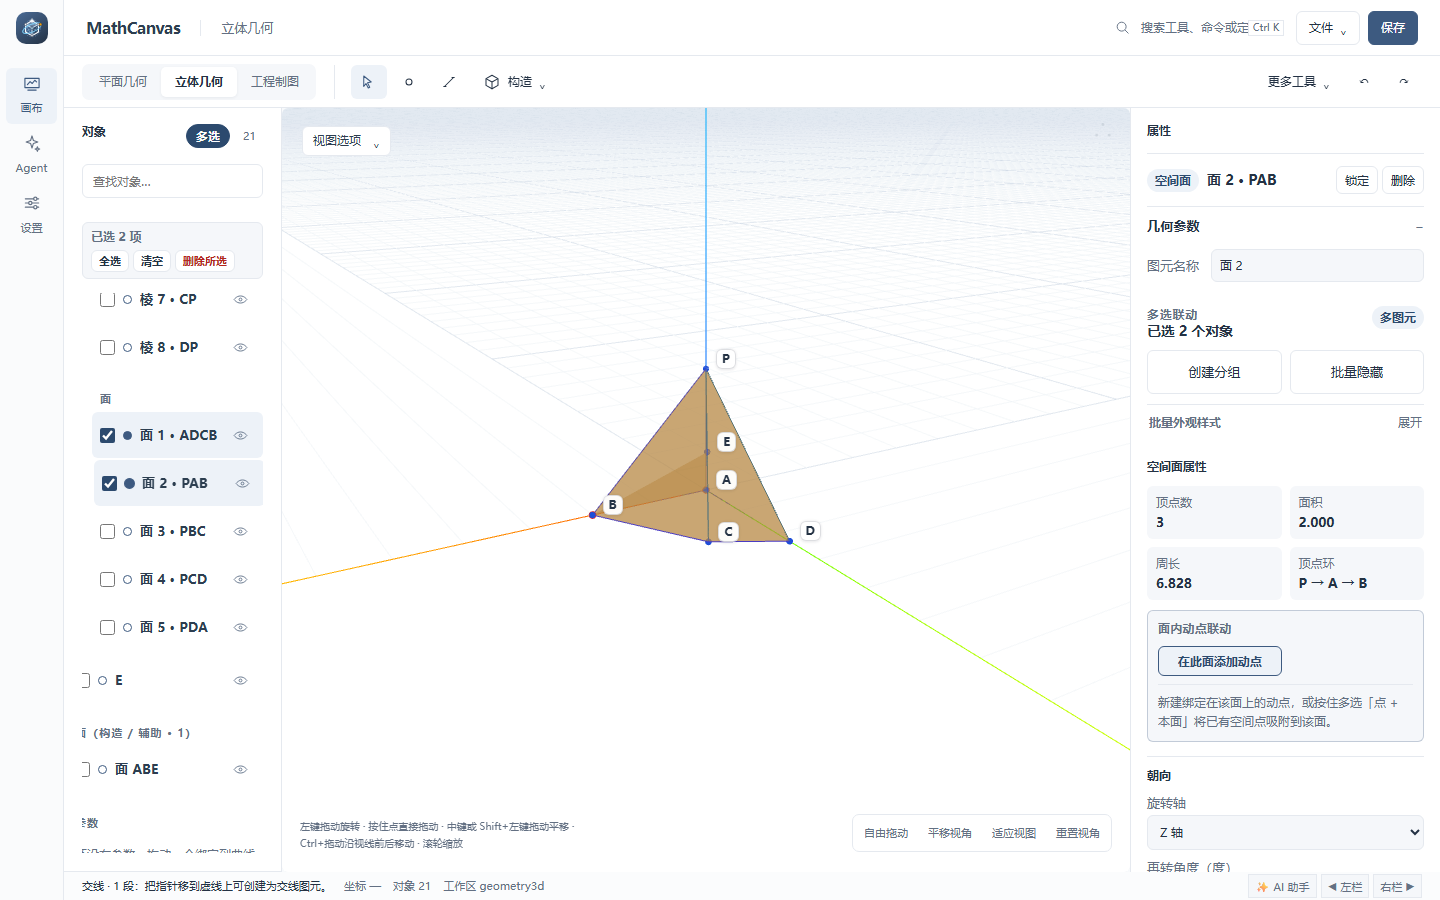 MathCanvas
立体几何
搜索工具、命令或定 Ctrl K
文件
保存
画布
Agent
设置
平面几何
立体几何
工程制图
构造
更多工具
对象
多选
21
查找对象...
已选 2 项
全选
清空
删除所选
棱 7 • CP
棱 8 • DP
面
面 1 • ADCB
面 2 • PAB
面 3 • PBC
面 4 • PCD
面 5 • PDA
E
(构造 / 辅助 • 1)
面 ABE
视图选项
P
E
A
B
C
D
左键拖动旋转 · 按住点直接拖动 · 中键或 Shift+左键拖动平移 ·
Ctrl+拖动沿视线前后移动 · 滚轮缩放
自由拖动
平移视角
适应视图
重置视角
属性
空间面
面 2 • PAB
锁定
删除
几何参数
–
图元名称
面 2
多选联动
已选 2 个对象
多图元
创建分组
批量隐藏
批量外观样式
展开
空间面属性
顶点数
3
面积
2.000
周长
6.828
顶点环
P → A → B
面内动点联动
在此面添加动点
新建绑定在该面上的动点，或按住多选「点 +
本面」将已有空间点吸附到该面。
朝向
旋转轴
Z 轴
再转角度（度）
交线 · 1 段：把指针移到虚线上可创建为交线图元。
坐标 —
对象 21
工作区 geometry3d
✨ AI 助手
◀ 左栏
右栏 ▶